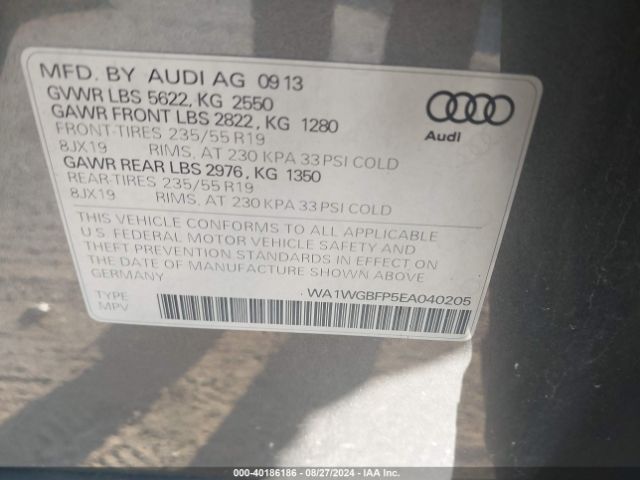 MFD. BY AUDI AG 09 13
GVWR LBS 5622, KG 2550
GAWR FRONT LBS 2822, KG 1280
FRONT-TIRES 235/55 R19
8JX19 RIMS, AT 230 KPA 33 PSI COLD
GAWR REAR LBS 2976, KG 1350
REAR-TIRES 235/55 R19
8JX19 RIMS, AT 230 KPA 33 PSI COLD
THIS VEHICLE CONFORMS TO ALL APPLICABLE
U.S. FEDERAL MOTOR VEHICLE SAFETY AND
THEFT PREVENTION STANDARDS IN EFFECT ON
THE DATE OF MANUFACTURE SHOWN ABOVE
GERMANY
Audi
WA1WGBFP5EA040205
TYPE
MPV
000-40186186 - 08/27/2024 - IAA Inc.